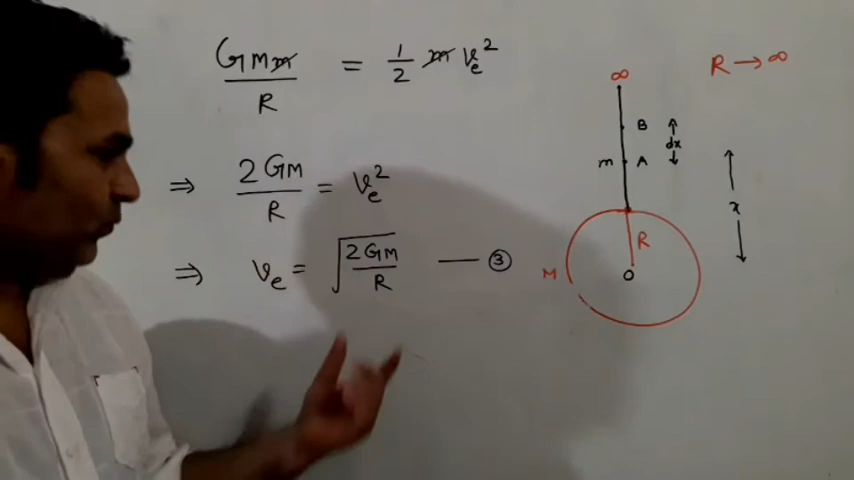 GMm/R = 1/2 m vₑ²
⇒ 2GM/R = vₑ²
⇒ vₑ = √(2GM/R) — ③
R → ∞
∞
B
dx
m A
x
R
M
O